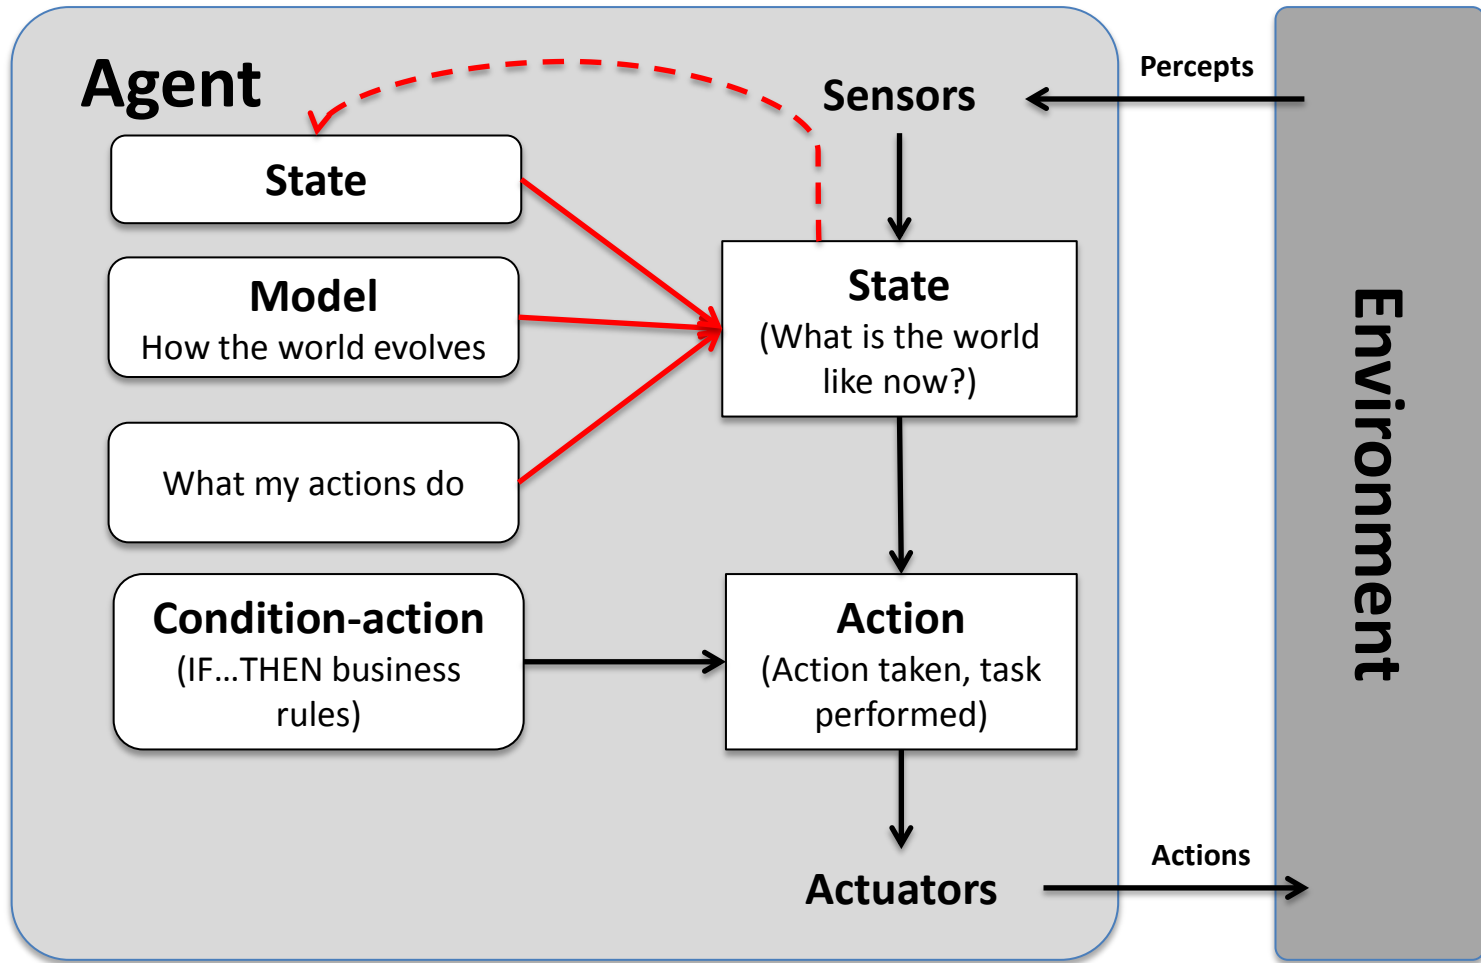 Agent
Percepts
Sensors
State
Model
How the world evolves
What my actions do
State
(What is the world
like now?)
Condition-action
(IF...THEN business
rules)
Action
(Action taken, task
performed)
Actuators
Actions
Environment